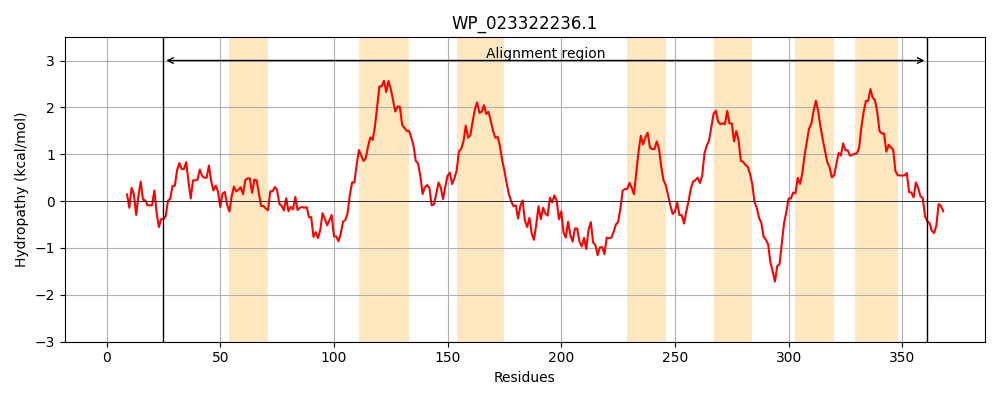 WP_023322236.1
Alignment region
Hydropathy (kcal/mol)
3
2
1
0
−1
−2
−3
0 50 100 150 200 250 300 350
Residues